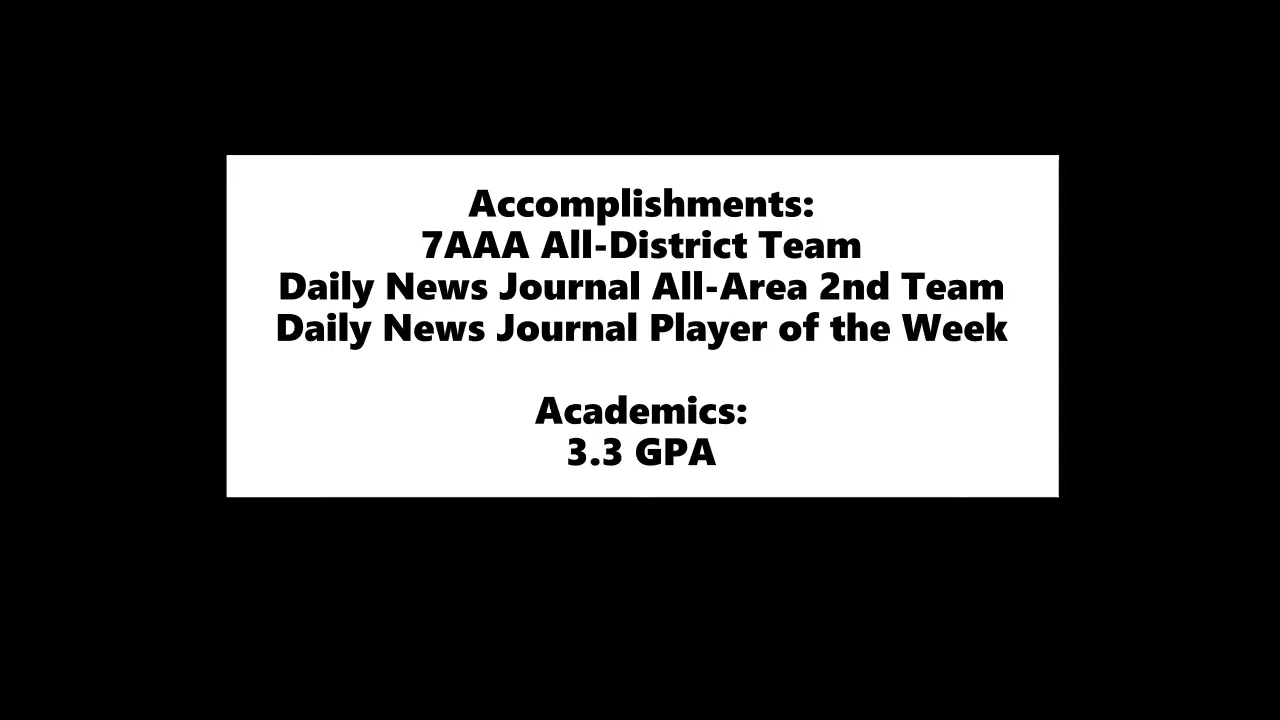 Accomplishments:
7AAA All-District Team
Daily News Journal All-Area 2nd Team
Daily News Journal Player of the Week
Academics:
3.3 GPA